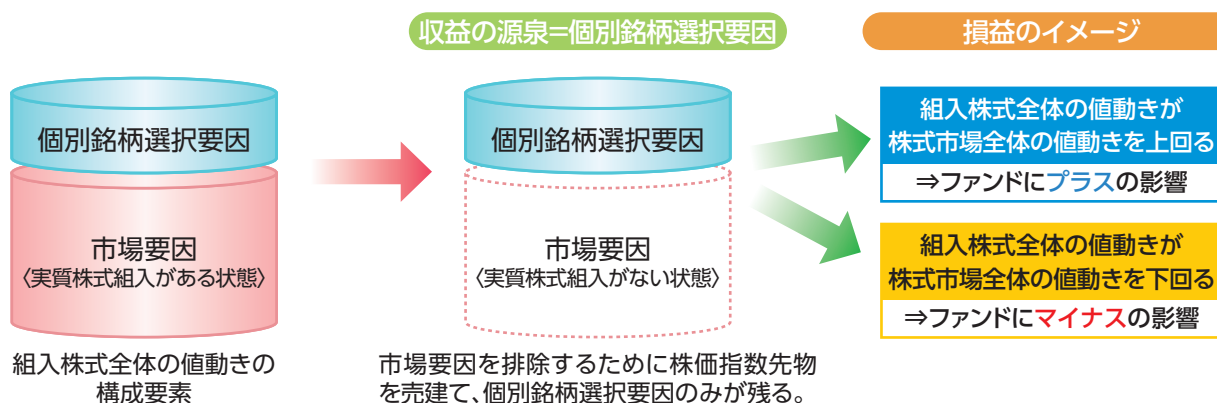 収益の源泉=個別銘柄選択要因
損益のイメージ
個別銘柄選択要因
市場要因
〈実質株式組入がある状態〉
組入株式全体の値動きの
構成要素
個別銘柄選択要因
市場要因
〈実質株式組入がない状態〉
市場要因を排除するために株価指数先物
を売建て、個別銘柄選択要因のみが残る。
組入株式全体の値動きが
株式市場全体の値動きを上回る
⇒ファンドにプラスの影響
組入株式全体の値動きが
株式市場全体の値動きを下回る
⇒ファンドにマイナスの影響